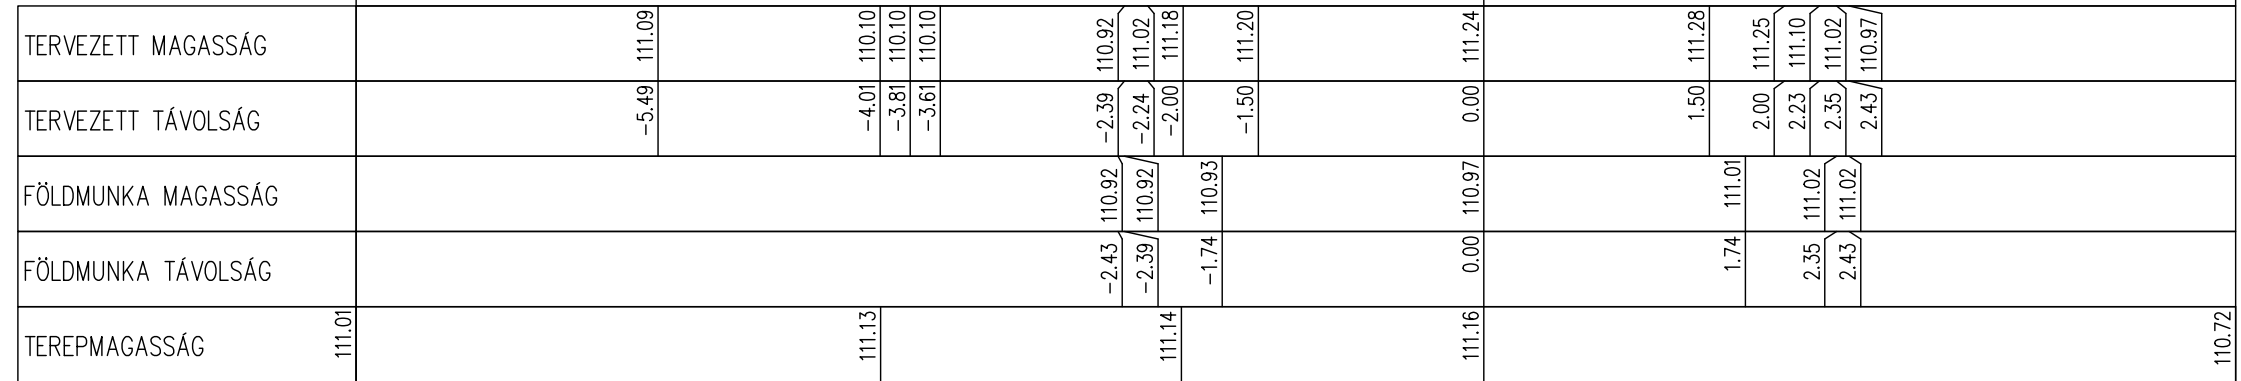 TERVEZETT MAGASSÁG 111.09 110.10 110.10 110.10 110.92 111.02 111.18 111.20 111.24 111.28 111.25 111.10 111.02 110.97
TERVEZETT TÁVOLSÁG -5.49 -4.01 -3.81 -3.61 -2.39 -2.24 -2.00 -1.50 0.00 1.50 2.00 2.23 2.35 2.43
FÖLDMUNKA MAGASSÁG 110.92 110.92 110.93 110.97 111.01 111.02 111.02
FÖLDMUNKA TÁVOLSÁG -2.43 -2.39 -1.74 0.00 1.74 2.35 2.43
TEREPMAGASSÁG 111.01 111.13 111.14 111.16 110.72